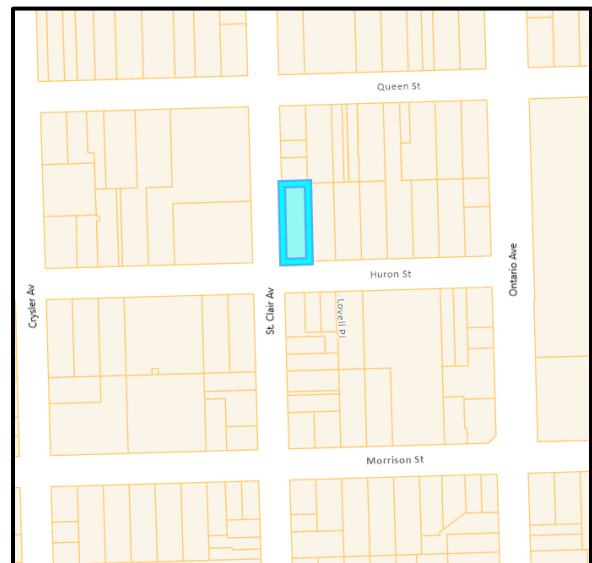 Queen St
Ontario Ave
Huron St
Crysler Av
St. Clair Av
Lovell Pl
Morrison St